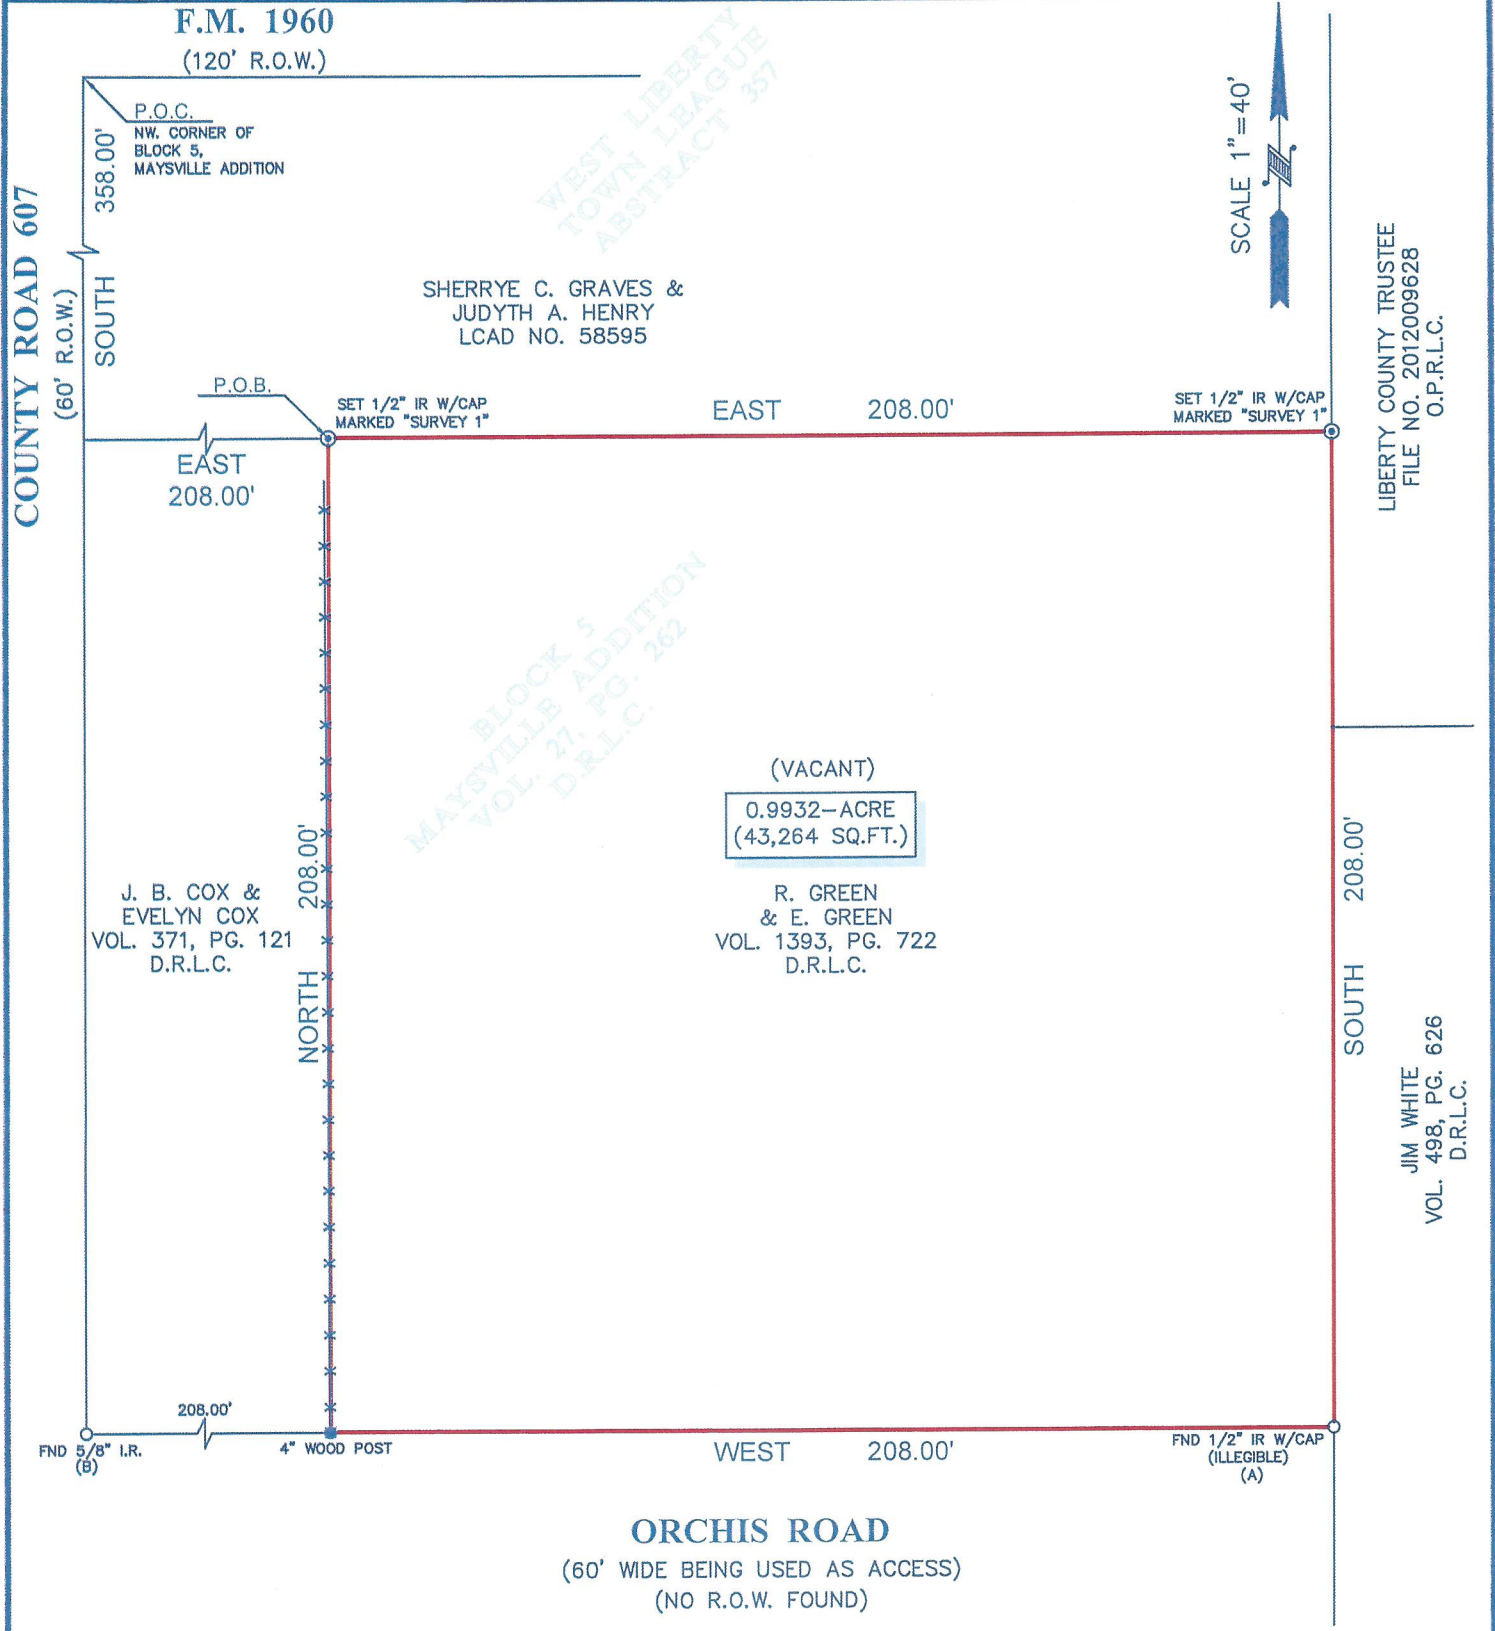 F.M. 1960
(120' R.O.W.)
P.O.C.
NW. CORNER OF
BLOCK 5,
MAYSVILLE ADDITION
358.00'
SOUTH
COUNTY ROAD 607
(60' R.O.W.)
WEST LIBERTY
TOWN LEAGUE
ABSTRACT 357
SCALE 1"=40'
LIBERTY COUNTY TRUSTEE
FILE NO. 2012009628
O.P.R.L.C.
SHERRYE C. GRAVES &
JUDYTH A. HENRY
LCAD NO. 58595
P.O.B.
SET 1/2" IR W/CAP
MARKED "SURVEY 1"
EAST 208.00'
SET 1/2" IR W/CAP
MARKED "SURVEY 1"
EAST
208.00'
BLOCK 5
MAYSVILLE ADDITION
VOL. 27, PG. 262
D.R.L.C.
(VACANT)
0.9932-ACRE
(43,264 SQ.FT.)
R. GREEN
& E. GREEN
VOL. 1393, PG. 722
D.R.L.C.
J. B. COX &
EVELYN COX
VOL. 371, PG. 121
D.R.L.C.
NORTH 208.00'
SOUTH 208.00'
JIM WHITE
VOL. 498, PG. 626
D.R.L.C.
208.00'
FND 5/8" I.R.
(B)
4" WOOD POST
WEST 208.00'
FND 1/2" IR W/CAP
(ILLEGIBLE)
(A)
ORCHIS ROAD
(60' WIDE BEING USED AS ACCESS)
(NO R.O.W. FOUND)